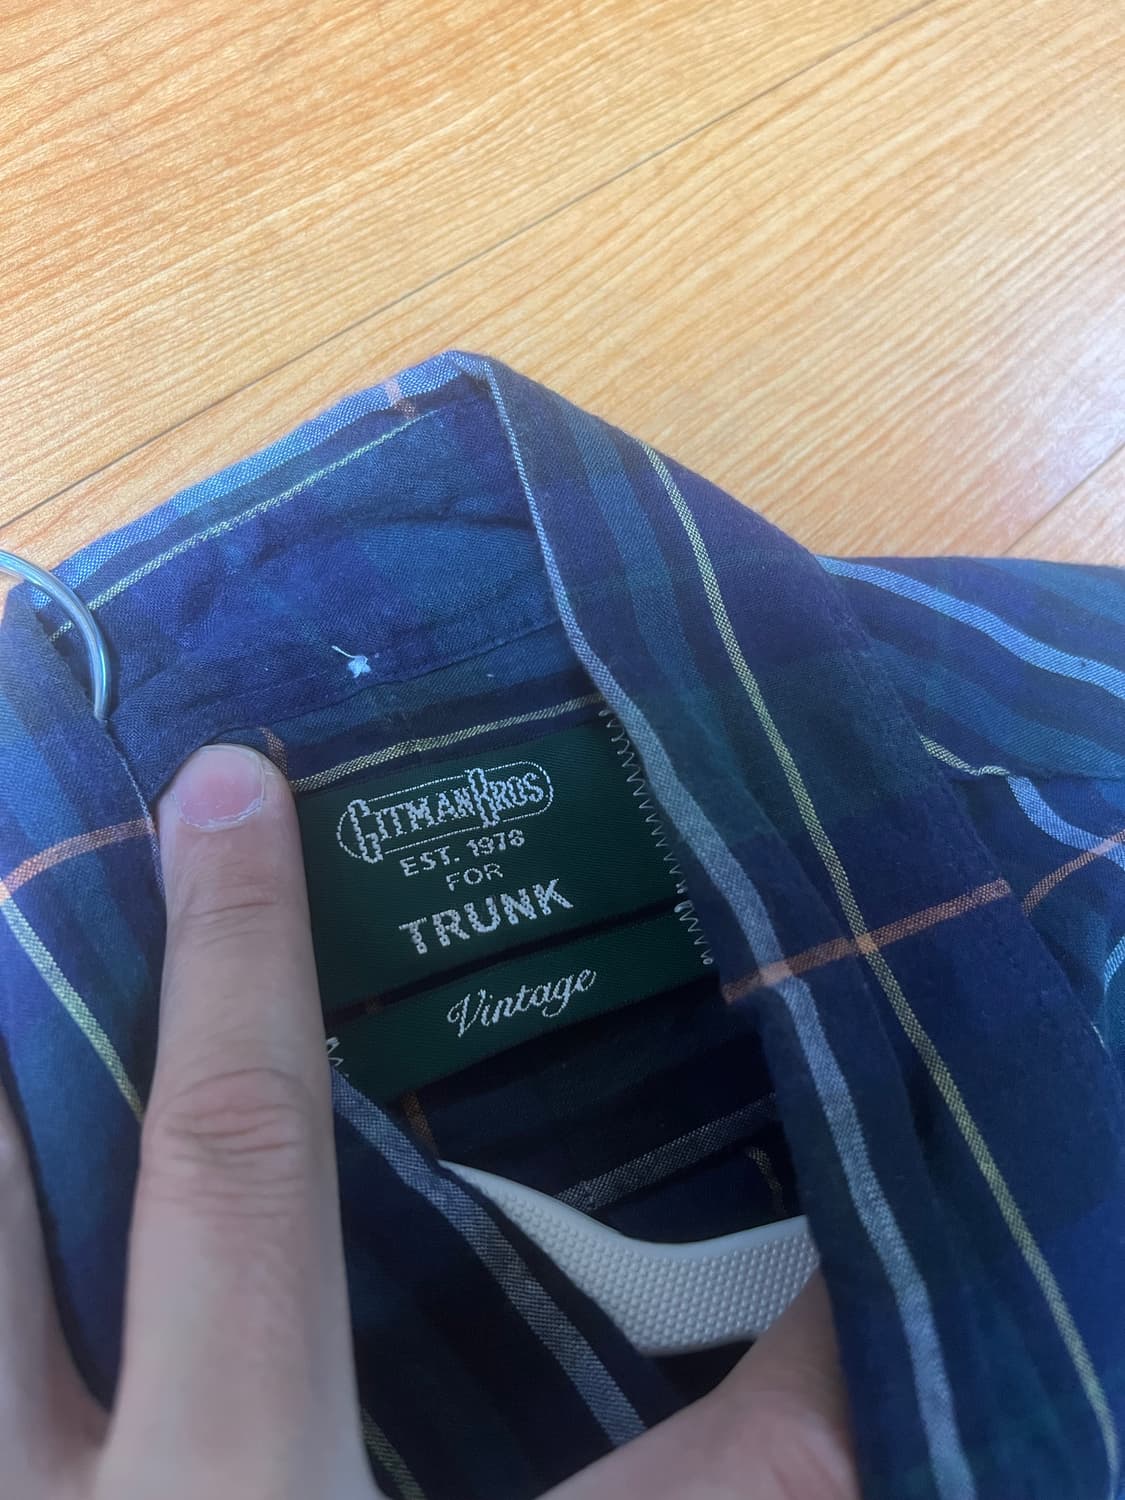 GITMAN BROS
EST. 1978
FOR
TRUNK
Vintage